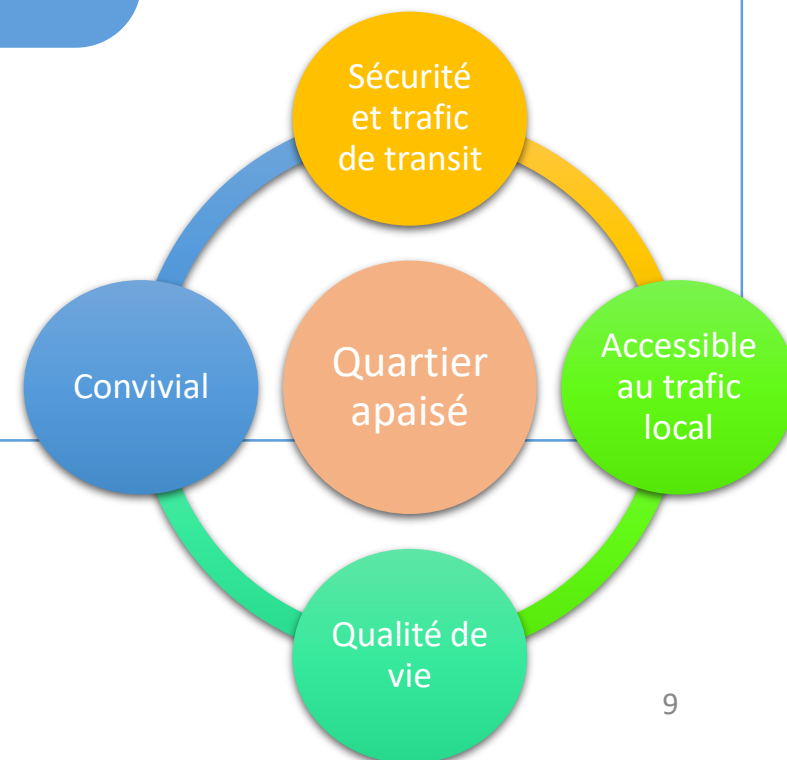 Sécurité
et trafic
de transit
Convivial
Quartier
apaisé
Accessible
au trafic
local
Qualité de
vie
9